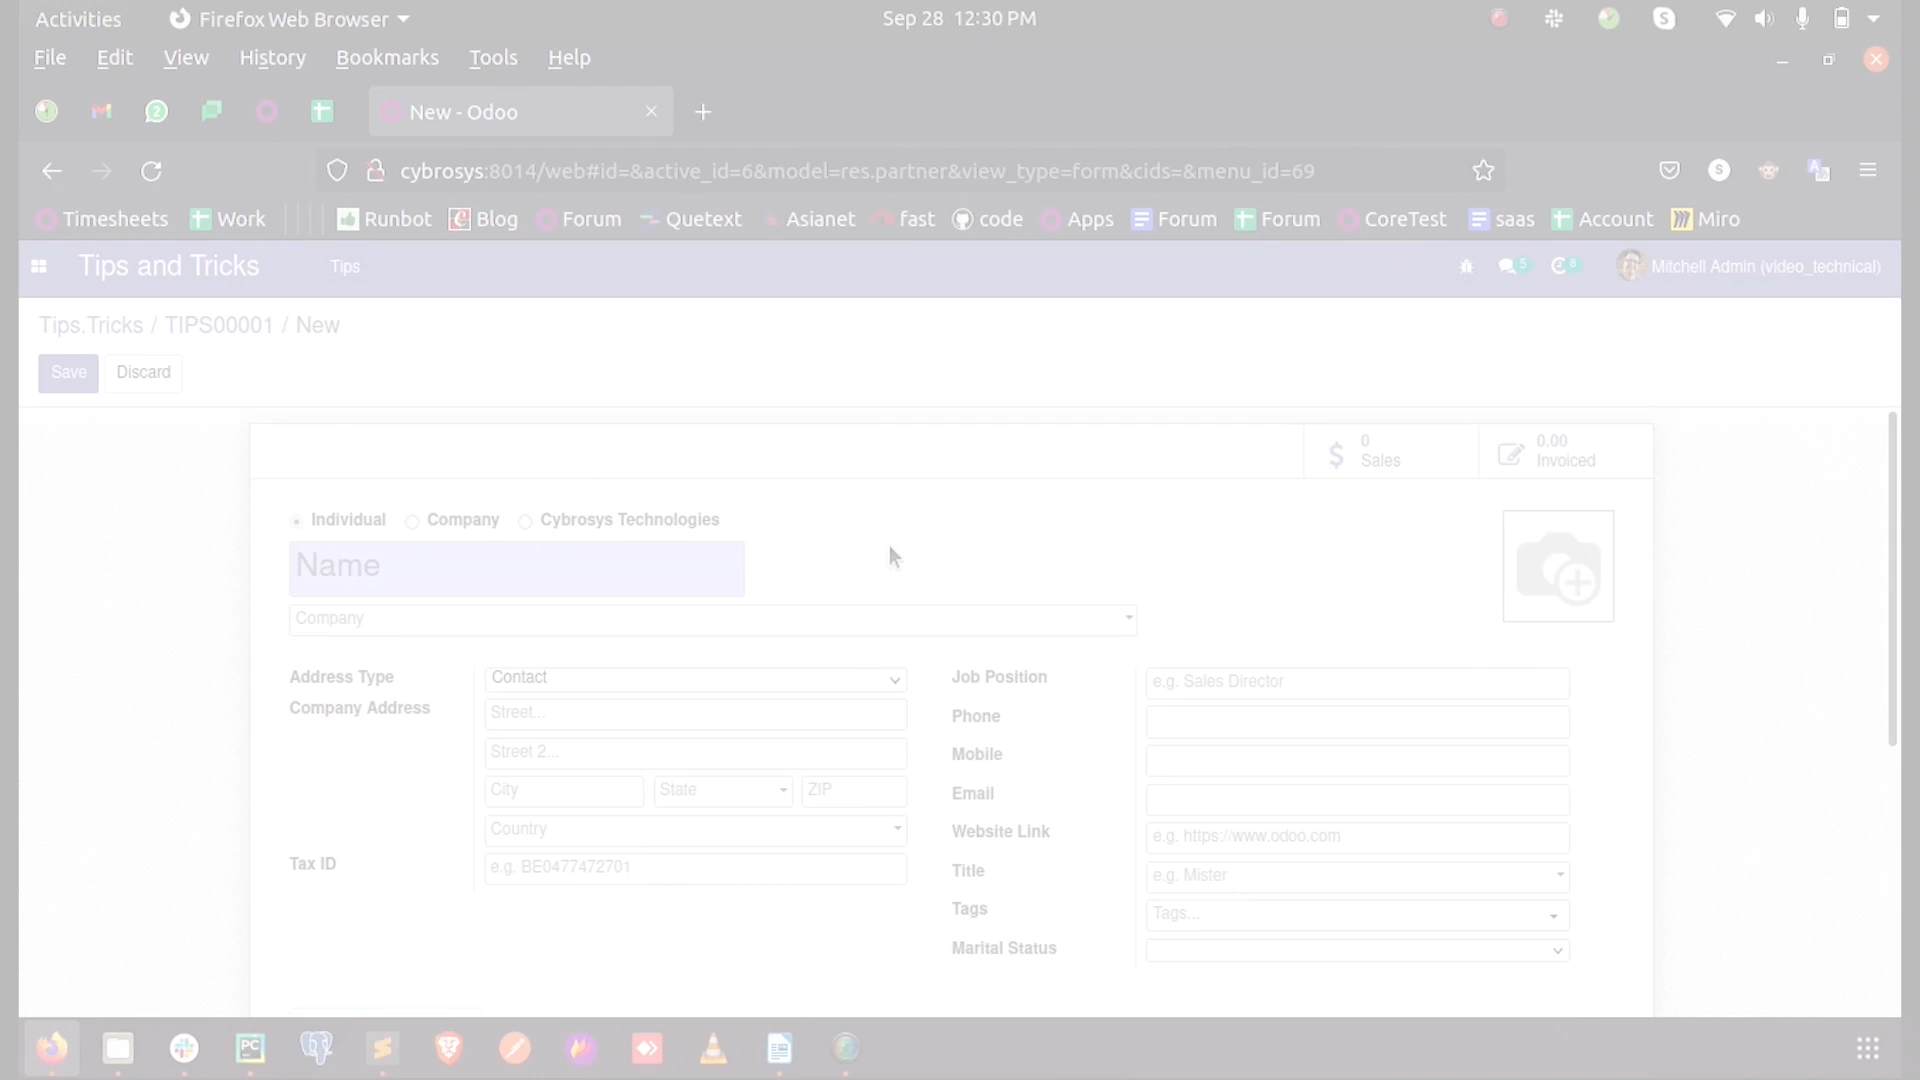 Activities Firefox Web Browser Sep 28 12:30 PM
File Edit View History Bookmarks Tools Help
New - Odoo
cybrosys:8014/web#id=&active_id=6&model=res.partner&view_type=form&cids=&menu_id=69
Timesheets Work Runbot Blog Forum Quetext Asianet fast code Apps Forum Forum CoreTest saas Account Miro
Tips and Tricks Tips 5 8 Mitchell Admin (video_technical)
Tips.Tricks / TIPS00001 / New
Save Discard
0 Sales
0.00 Invoiced
Individual Company Cybrosys Technologies
Name
Company
Address Type Contact
Company Address Street...
Street 2...
City State ZIP
Country
Tax ID e.g. BE0477472701
Job Position e.g. Sales Director
Phone
Mobile
Email
Website Link e.g. https://www.odoo.com
Title e.g. Mister
Tags Tags...
Marital Status